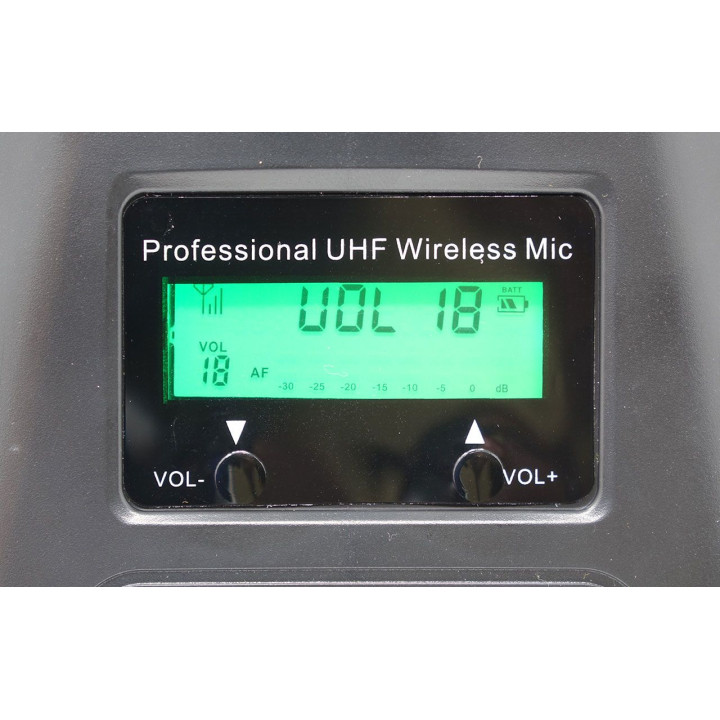 Professional UHF Wireless Mic
VOL 18 BATT
VOL
18 AF
-30 -25 -20 -15 -10 -5 0 dB
VOL- VOL+